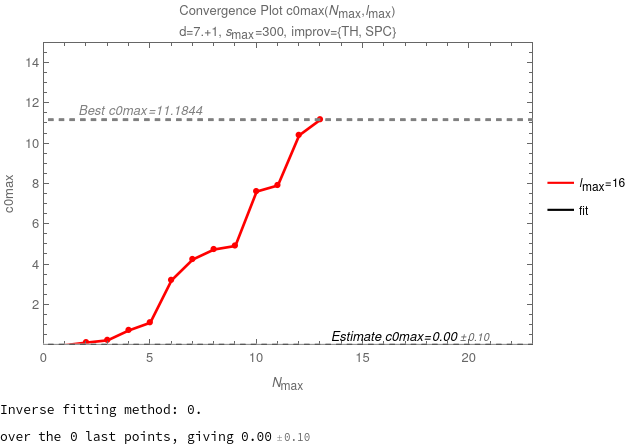 Convergence Plot c0max(Nmax,lmax)
d=7.+1, smax=300, improv={TH, SPC}
14
12
10
8
6
4
2
c0max
Best c0max=11.1844
Estimate c0max=0.00 ±0.10
0 5 10 15 20
Nmax
lmax=16
fit
Inverse fitting method: 0.
over the 0 last points, giving 0.00 ±0.10